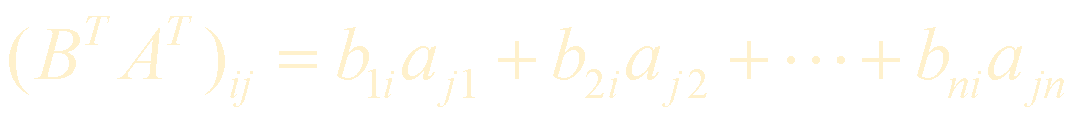 (B^T A^T)_{ij} = b_{1i}a_{j1} + b_{2i}a_{j2} + ⋯ + b_{ni}a_{jn}